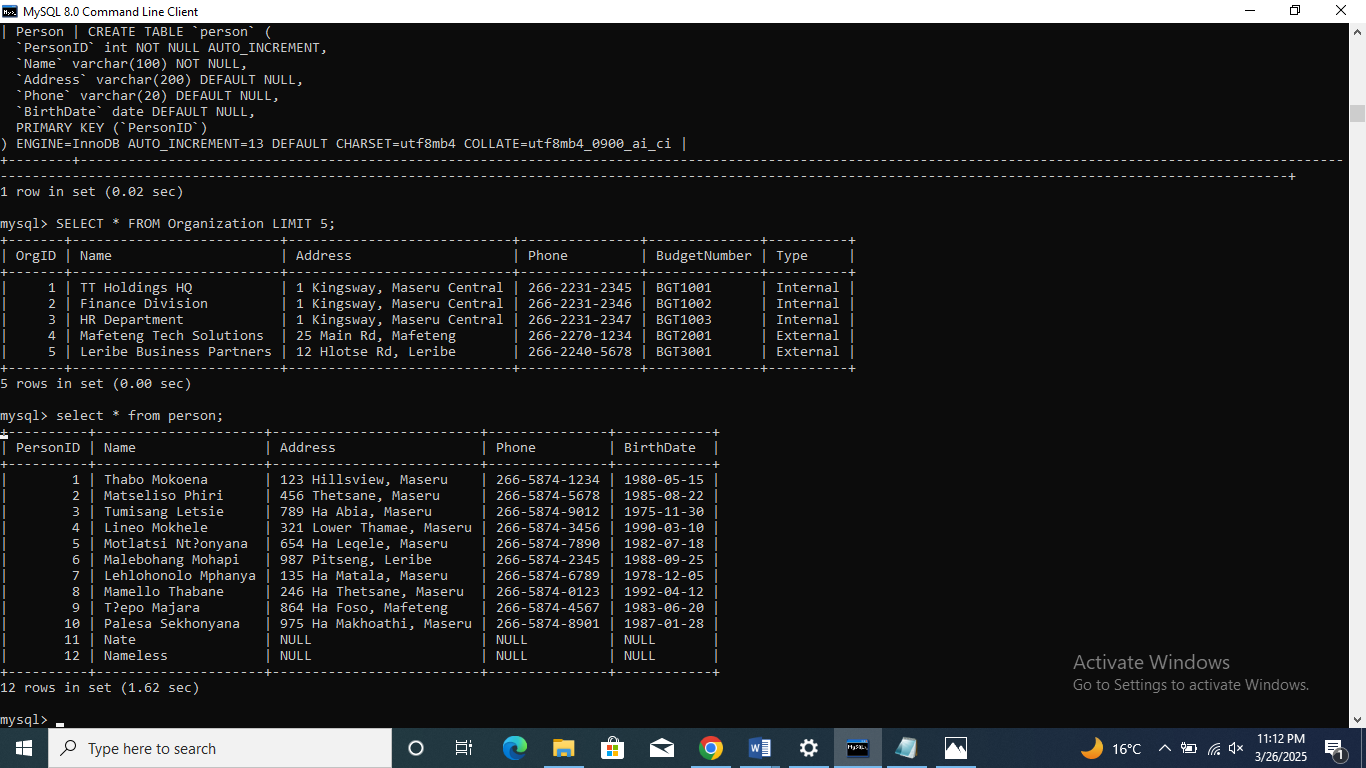 MySQL 8.0 Command Line Client
| Person | CREATE TABLE `person` (
  `PersonID` int NOT NULL AUTO_INCREMENT,
  `Name` varchar(100) NOT NULL,
  `Address` varchar(200) DEFAULT NULL,
  `Phone` varchar(20) DEFAULT NULL,
  `BirthDate` date DEFAULT NULL,
  PRIMARY KEY (`PersonID`)
) ENGINE=InnoDB AUTO_INCREMENT=13 DEFAULT CHARSET=utf8mb4 COLLATE=utf8mb4_0900_ai_ci |
1 row in set (0.02 sec)
mysql> SELECT * FROM Organization LIMIT 5;
| OrgID | Name | Address | Phone | BudgetNumber | Type |
| 1 | TT Holdings HQ | 1 Kingsway, Maseru Central | 266-2231-2345 | BGT1001 | Internal |
| 2 | Finance Division | 1 Kingsway, Maseru Central | 266-2231-2346 | BGT1002 | Internal |
| 3 | HR Department | 1 Kingsway, Maseru Central | 266-2231-2347 | BGT1003 | Internal |
| 4 | Mafeteng Tech Solutions | 25 Main Rd, Mafeteng | 266-2270-1234 | BGT2001 | External |
| 5 | Leribe Business Partners | 12 Hlotse Rd, Leribe | 266-2240-5678 | BGT3001 | External |
5 rows in set (0.00 sec)
mysql> select * from person;
| PersonID | Name | Address | Phone | BirthDate |
| 1 | Thabo Mokoena | 123 Hillsview, Maseru | 266-5874-1234 | 1980-05-15 |
| 2 | Matseliso Phiri | 456 Thetsane, Maseru | 266-5874-5678 | 1985-08-22 |
| 3 | Tumisang Letsie | 789 Ha Abia, Maseru | 266-5874-9012 | 1975-11-30 |
| 4 | Lineo Mokhele | 321 Lower Thamae, Maseru | 266-5874-3456 | 1990-03-10 |
| 5 | Motlatsi Nt?onyana | 654 Ha Leqele, Maseru | 266-5874-7890 | 1982-07-18 |
| 6 | Malebohang Mohapi | 987 Pitseng, Leribe | 266-5874-2345 | 1988-09-25 |
| 7 | Lehlohonolo Mphanya | 135 Ha Matala, Maseru | 266-5874-6789 | 1978-12-05 |
| 8 | Mamello Thabane | 246 Ha Thetsane, Maseru | 266-5874-0123 | 1992-04-12 |
| 9 | T?epo Majara | 864 Ha Foso, Mafeteng | 266-5874-4567 | 1983-06-20 |
| 10 | Palesa Sekhonyana | 975 Ha Makhoathi, Maseru | 266-5874-8901 | 1987-01-28 |
| 11 | Nate | NULL | NULL | NULL |
| 12 | Nameless | NULL | NULL | NULL |
12 rows in set (1.62 sec)
mysql>
Activate Windows
Go to Settings to activate Windows.
Type here to search
16°C
11:12 PM
3/26/2025
1